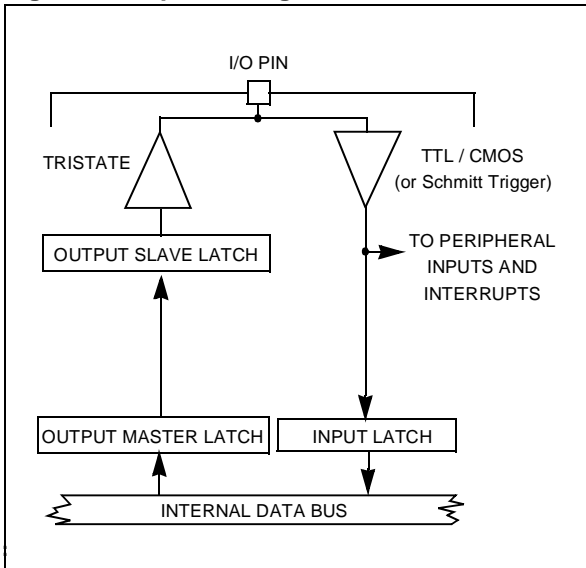 I/O PIN
TRISTATE
TTL / CMOS
(or Schmitt Trigger)
TO PERIPHERAL
INPUTS AND
INTERRUPTS
OUTPUT SLAVE LATCH
OUTPUT MASTER LATCH
INPUT LATCH
INTERNAL DATA BUS